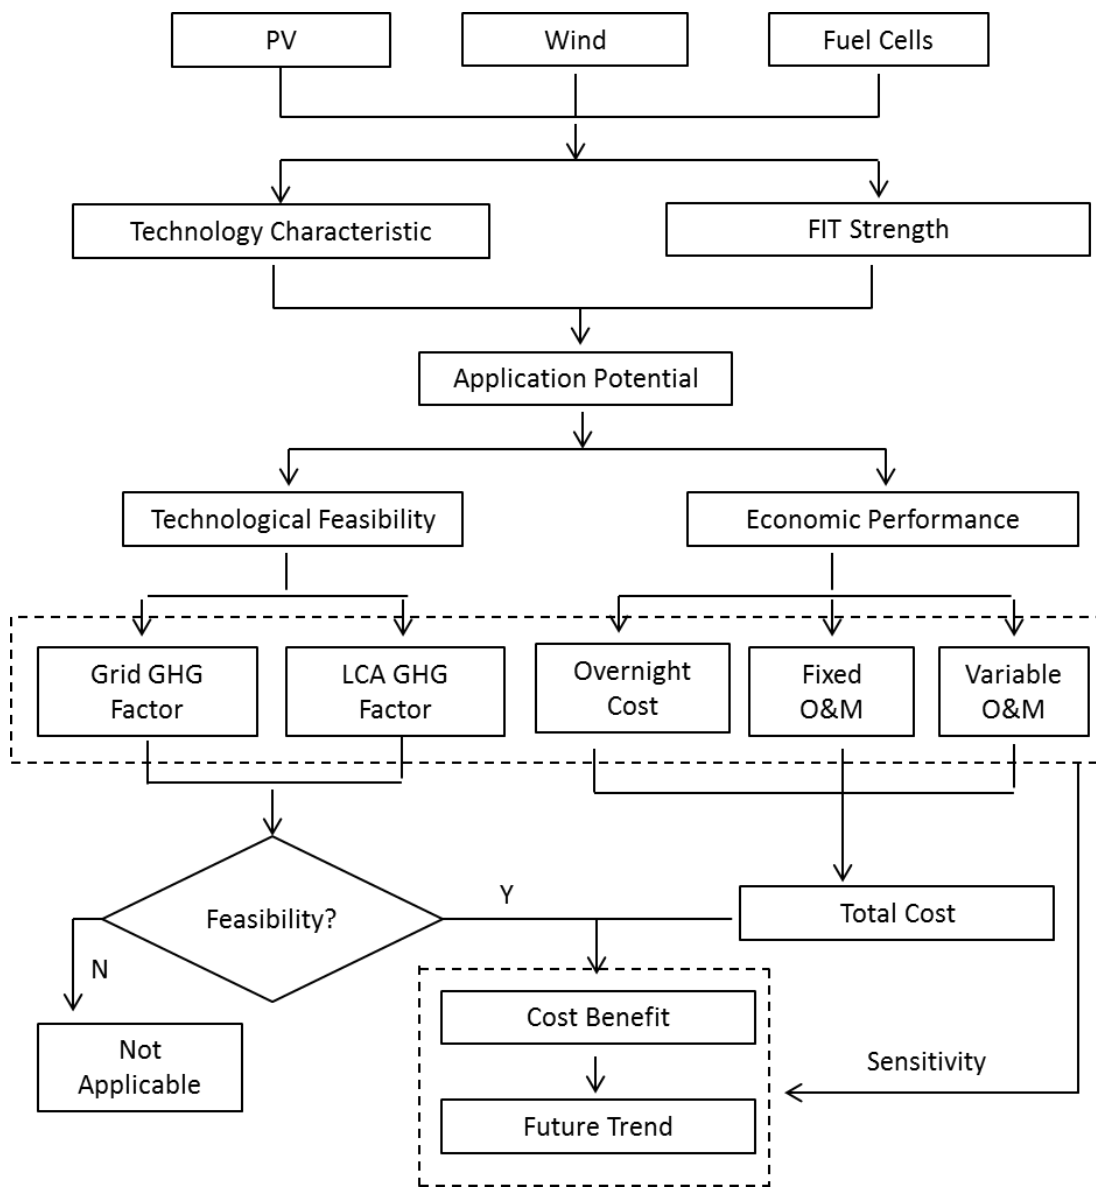 PV
Wind
Fuel Cells
Technology Characteristic
FIT Strength
Application Potential
Technological Feasibility
Economic Performance
Grid GHG
Factor
LCA GHG
Factor
Overnight
Cost
Fixed
O&M
Variable
O&M
Feasibility?
Y
Total Cost
N
Not
Applicable
Cost Benefit
Sensitivity
Future Trend